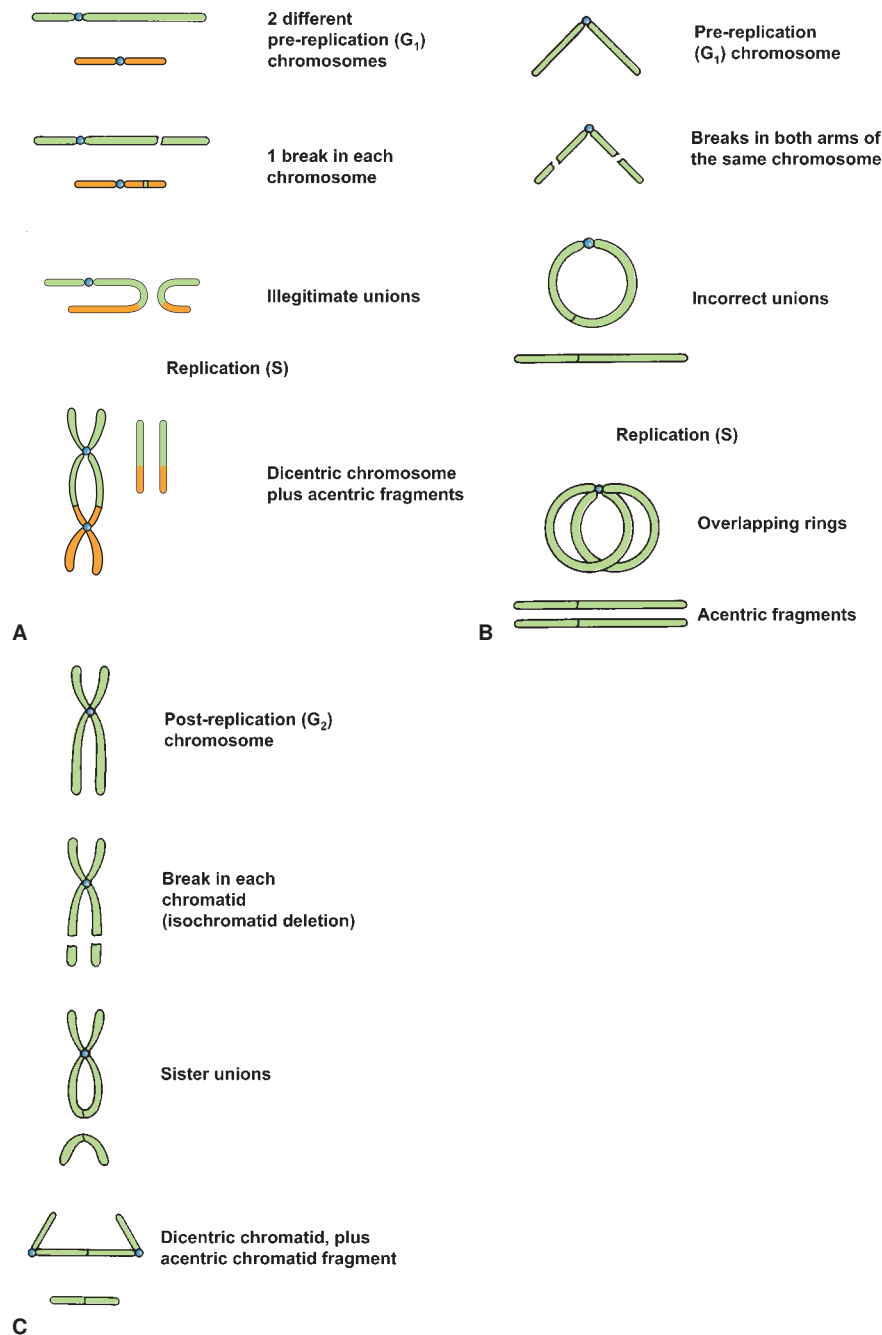 2 different
pre-replication (G₁)
chromosomes
1 break in each
chromosome
Illegitimate unions
Replication (S)
Dicentric chromosome
plus acentric fragments
A
Pre-replication
(G₁) chromosome
Breaks in both arms of
the same chromosome
Incorrect unions
Replication (S)
Overlapping rings
Acentric fragments
B
Post-replication (G₂)
chromosome
Break in each
chromatid
(isochromatid deletion)
Sister unions
Dicentric chromatid, plus
acentric chromatid fragment
C